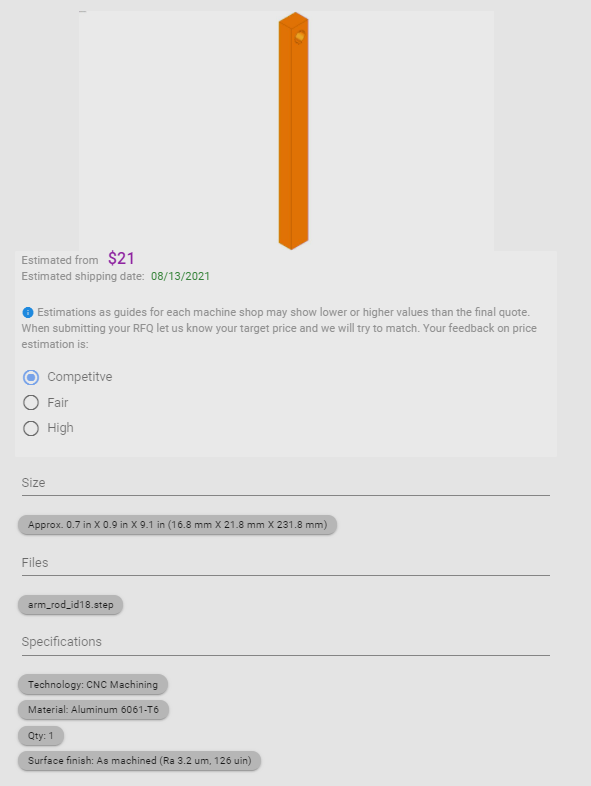 Estimated from $21
Estimated shipping date: 08/13/2021
Estimations as guides for each machine shop may show lower or higher values than the final quote.
When submitting your RFQ let us know your target price and we will try to match. Your feedback on price
estimation is:
Competitve
Fair
High
Size
Approx. 0.7 in X 0.9 in X 9.1 in (16.8 mm X 21.8 mm X 231.8 mm)
Files
arm_rod_id18.step
Specifications
Technology: CNC Machining
Material: Aluminum 6061-T6
Qty: 1
Surface finish: As machined (Ra 3.2 um, 126 uin)